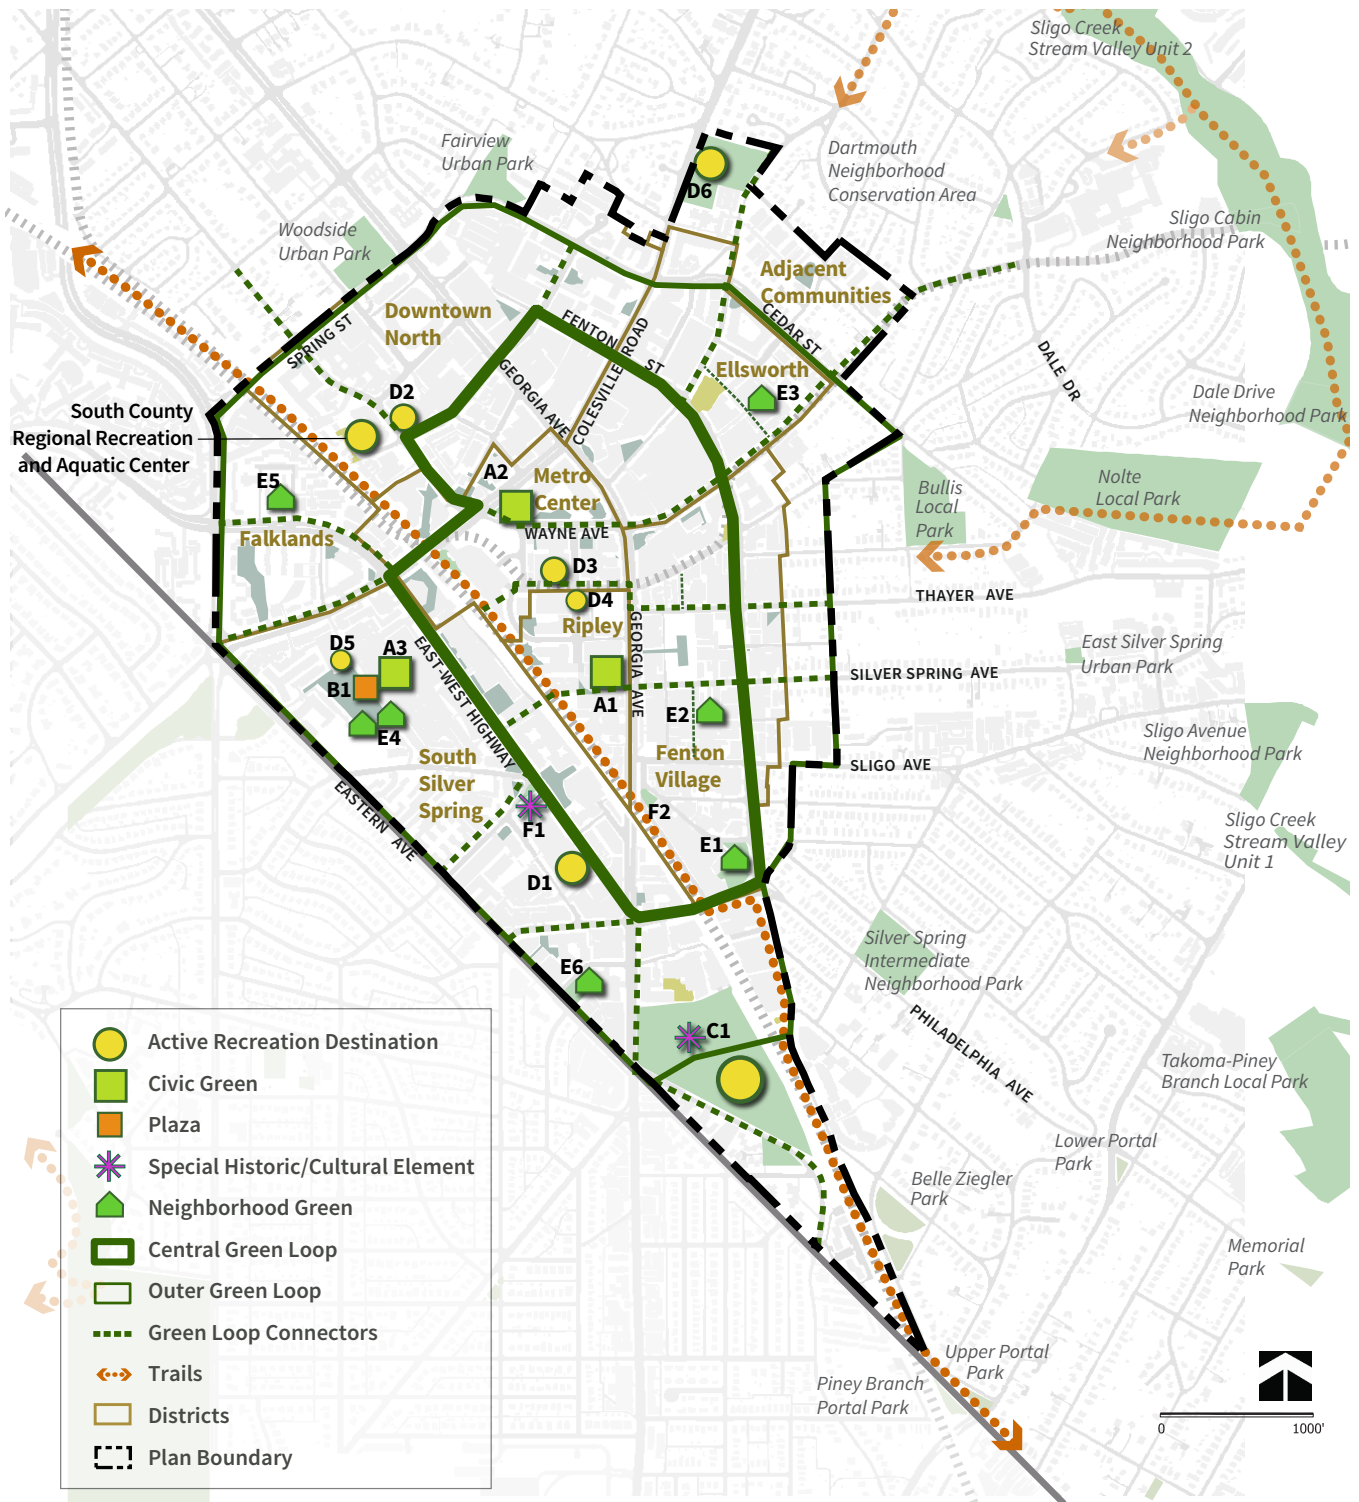 Sligo Creek
Stream Valley Unit 2
Fairview
Urban Park
Dartmouth
Neighborhood
Conservation Area
D6
Woodside
Urban Park
Sligo Cabin
Neighborhood Park
Adjacent
Communities
Downtown
North
SPRING ST
FENTON ST
COLESVILLE ROAD
CEDAR ST
GEORGIA AVE
DALE DR
Ellsworth
E3
D2
Dale Drive
Neighborhood Park
South County
Regional Recreation
and Aquatic Center
A2
Metro
Center
E5
Nolte
Local Park
Bullis
Local
Park
WAYNE AVE
Falklands
D3
D4
THAYER AVE
Ripley
GEORGIA AVE
D5
A3
B1
E4
EAST-WEST HIGHWAY
A1
E2
SILVER SPRING AVE
East Silver Spring
Urban Park
Sligo Avenue
Neighborhood Park
South
Silver
Spring
Fenton
Village
SLIGO AVE
EASTERN AVE
F1
F2
E1
D1
Sligo Creek
Stream Valley
Unit 1
Silver Spring
Intermediate
Neighborhood Park
E6
C1
PHILADELPHIA AVE
Takoma-Piney
Branch Local Park
Lower Portal
Park
Belle Ziegler
Park
Memorial
Park
Upper Portal
Park
Piney Branch
Portal Park
Active Recreation Destination
Civic Green
Plaza
Special Historic/Cultural Element
Neighborhood Green
Central Green Loop
Outer Green Loop
Green Loop Connectors
Trails
Districts
Plan Boundary
0 1000'